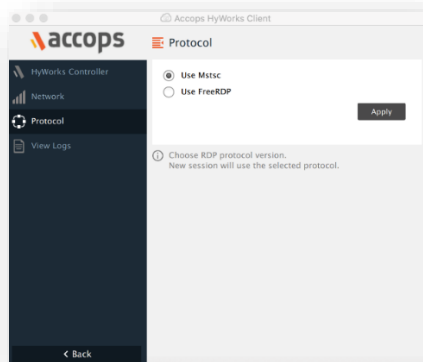 Accops HyWorks Client
accops
Protocol
HyWorks Controller
Network
Protocol
View Logs
Use Mstsc
Use FreeRDP
Apply
Choose RDP protocol version.
New session will use the selected protocol.
< Back